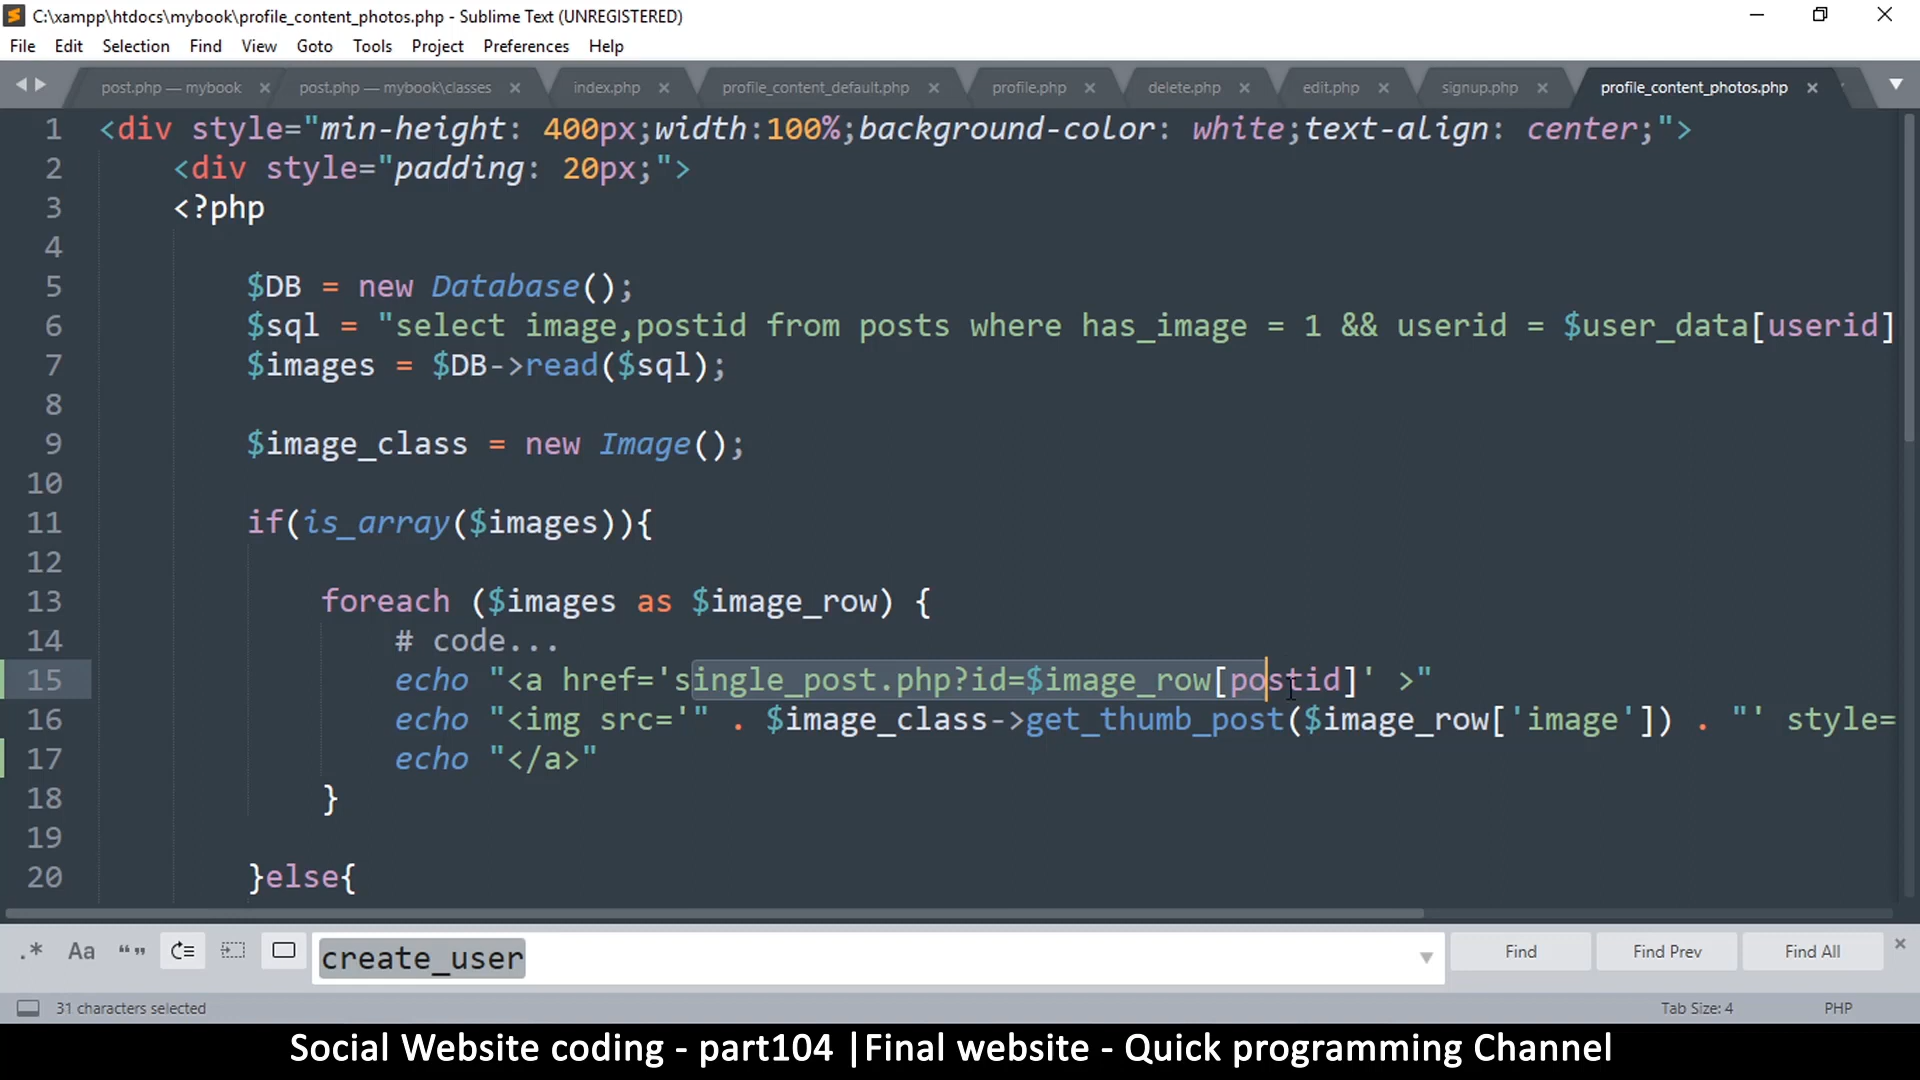 C:\xampp\htdocs\mybook\profile_content_photos.php - Sublime Text (UNREGISTERED)
File Edit Selection Find View Goto Tools Project Preferences Help
post.php — mybook post.php — mybook\classes index.php profile_content_default.php profile.php delete.php edit.php signup.php profile_content_photos.php
1 <div style="min-height: 400px;width:100%;background-color: white;text-align: center;">
2 <div style="padding: 20px;">
3 <?php
4
5 $DB = new Database();
6 $sql = "select image,postid from posts where has_image = 1 && userid = $user_data[userid]
7 $images = $DB->read($sql);
8
9 $image_class = new Image();
10
11 if(is_array($images)){
12
13 foreach ($images as $image_row) {
14 # code...
15 echo "<a href='single_post.php?id=$image_row[postid]' >"
16 echo "<img src='" . $image_class->get_thumb_post($image_row['image']) . "' style=
17 echo "</a>"
18 }
19
20 }else{
.* Aa “” create_user Find Find Prev Find All
31 characters selected Tab Size: 4 PHP
Social Website coding - part104 |Final website - Quick programming Channel